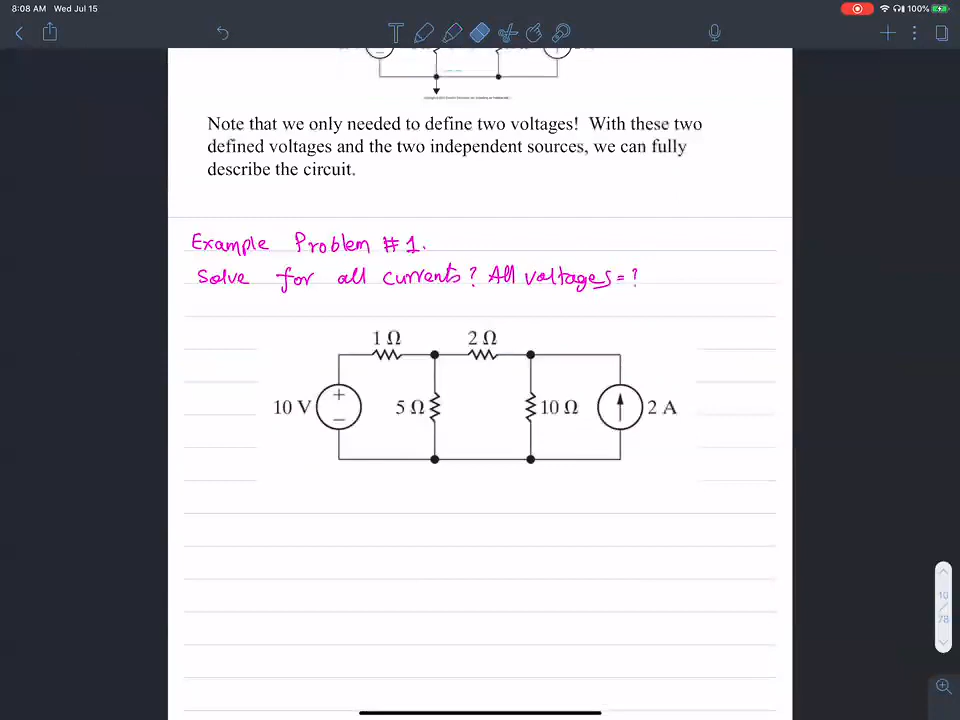 8:08 AM Wed Jul 15
100%
Note that we only needed to define two voltages! With these two
defined voltages and the two independent sources, we can fully
describe the circuit.
Example Problem #1.
Solve for all currents? All voltages=?
1 Ω 2 Ω
10 V + − 5 Ω 10 Ω 2 A
10
/
78